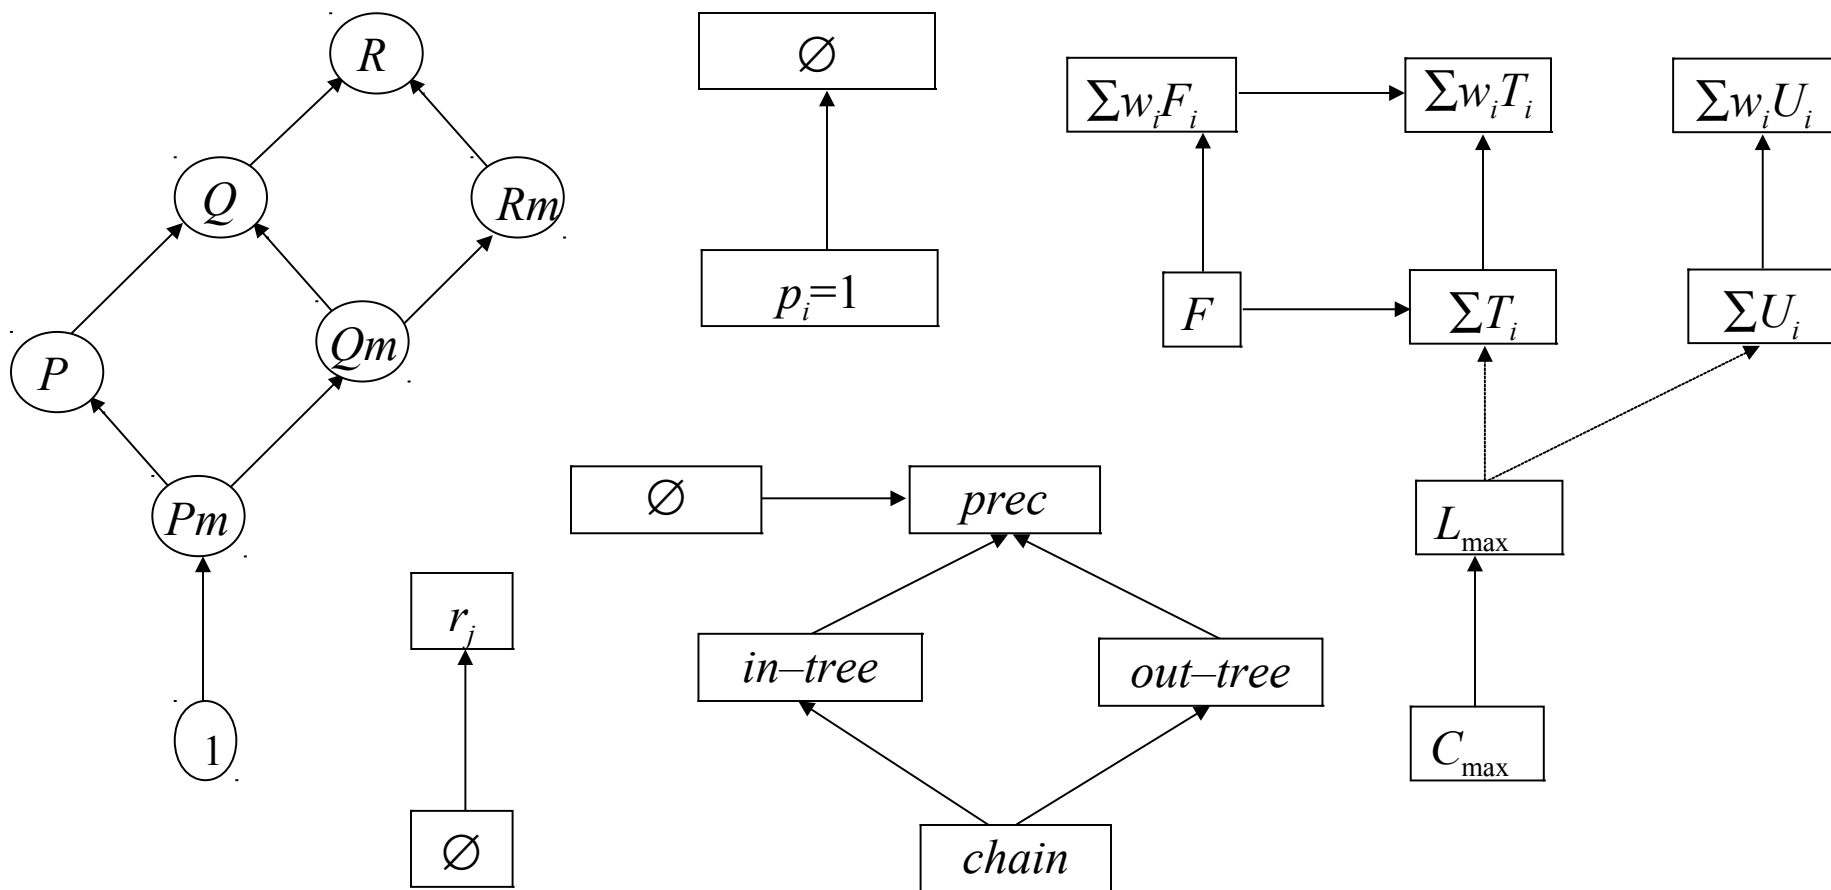 R
Q
Rm
P
Qm
Pm
1
∅
p_i=1
r_j
∅
∅
prec
in–tree
out–tree
chain
∑w_iF_i
∑w_iT_i
∑w_iU_i
F
∑T_i
∑U_i
L_max
C_max